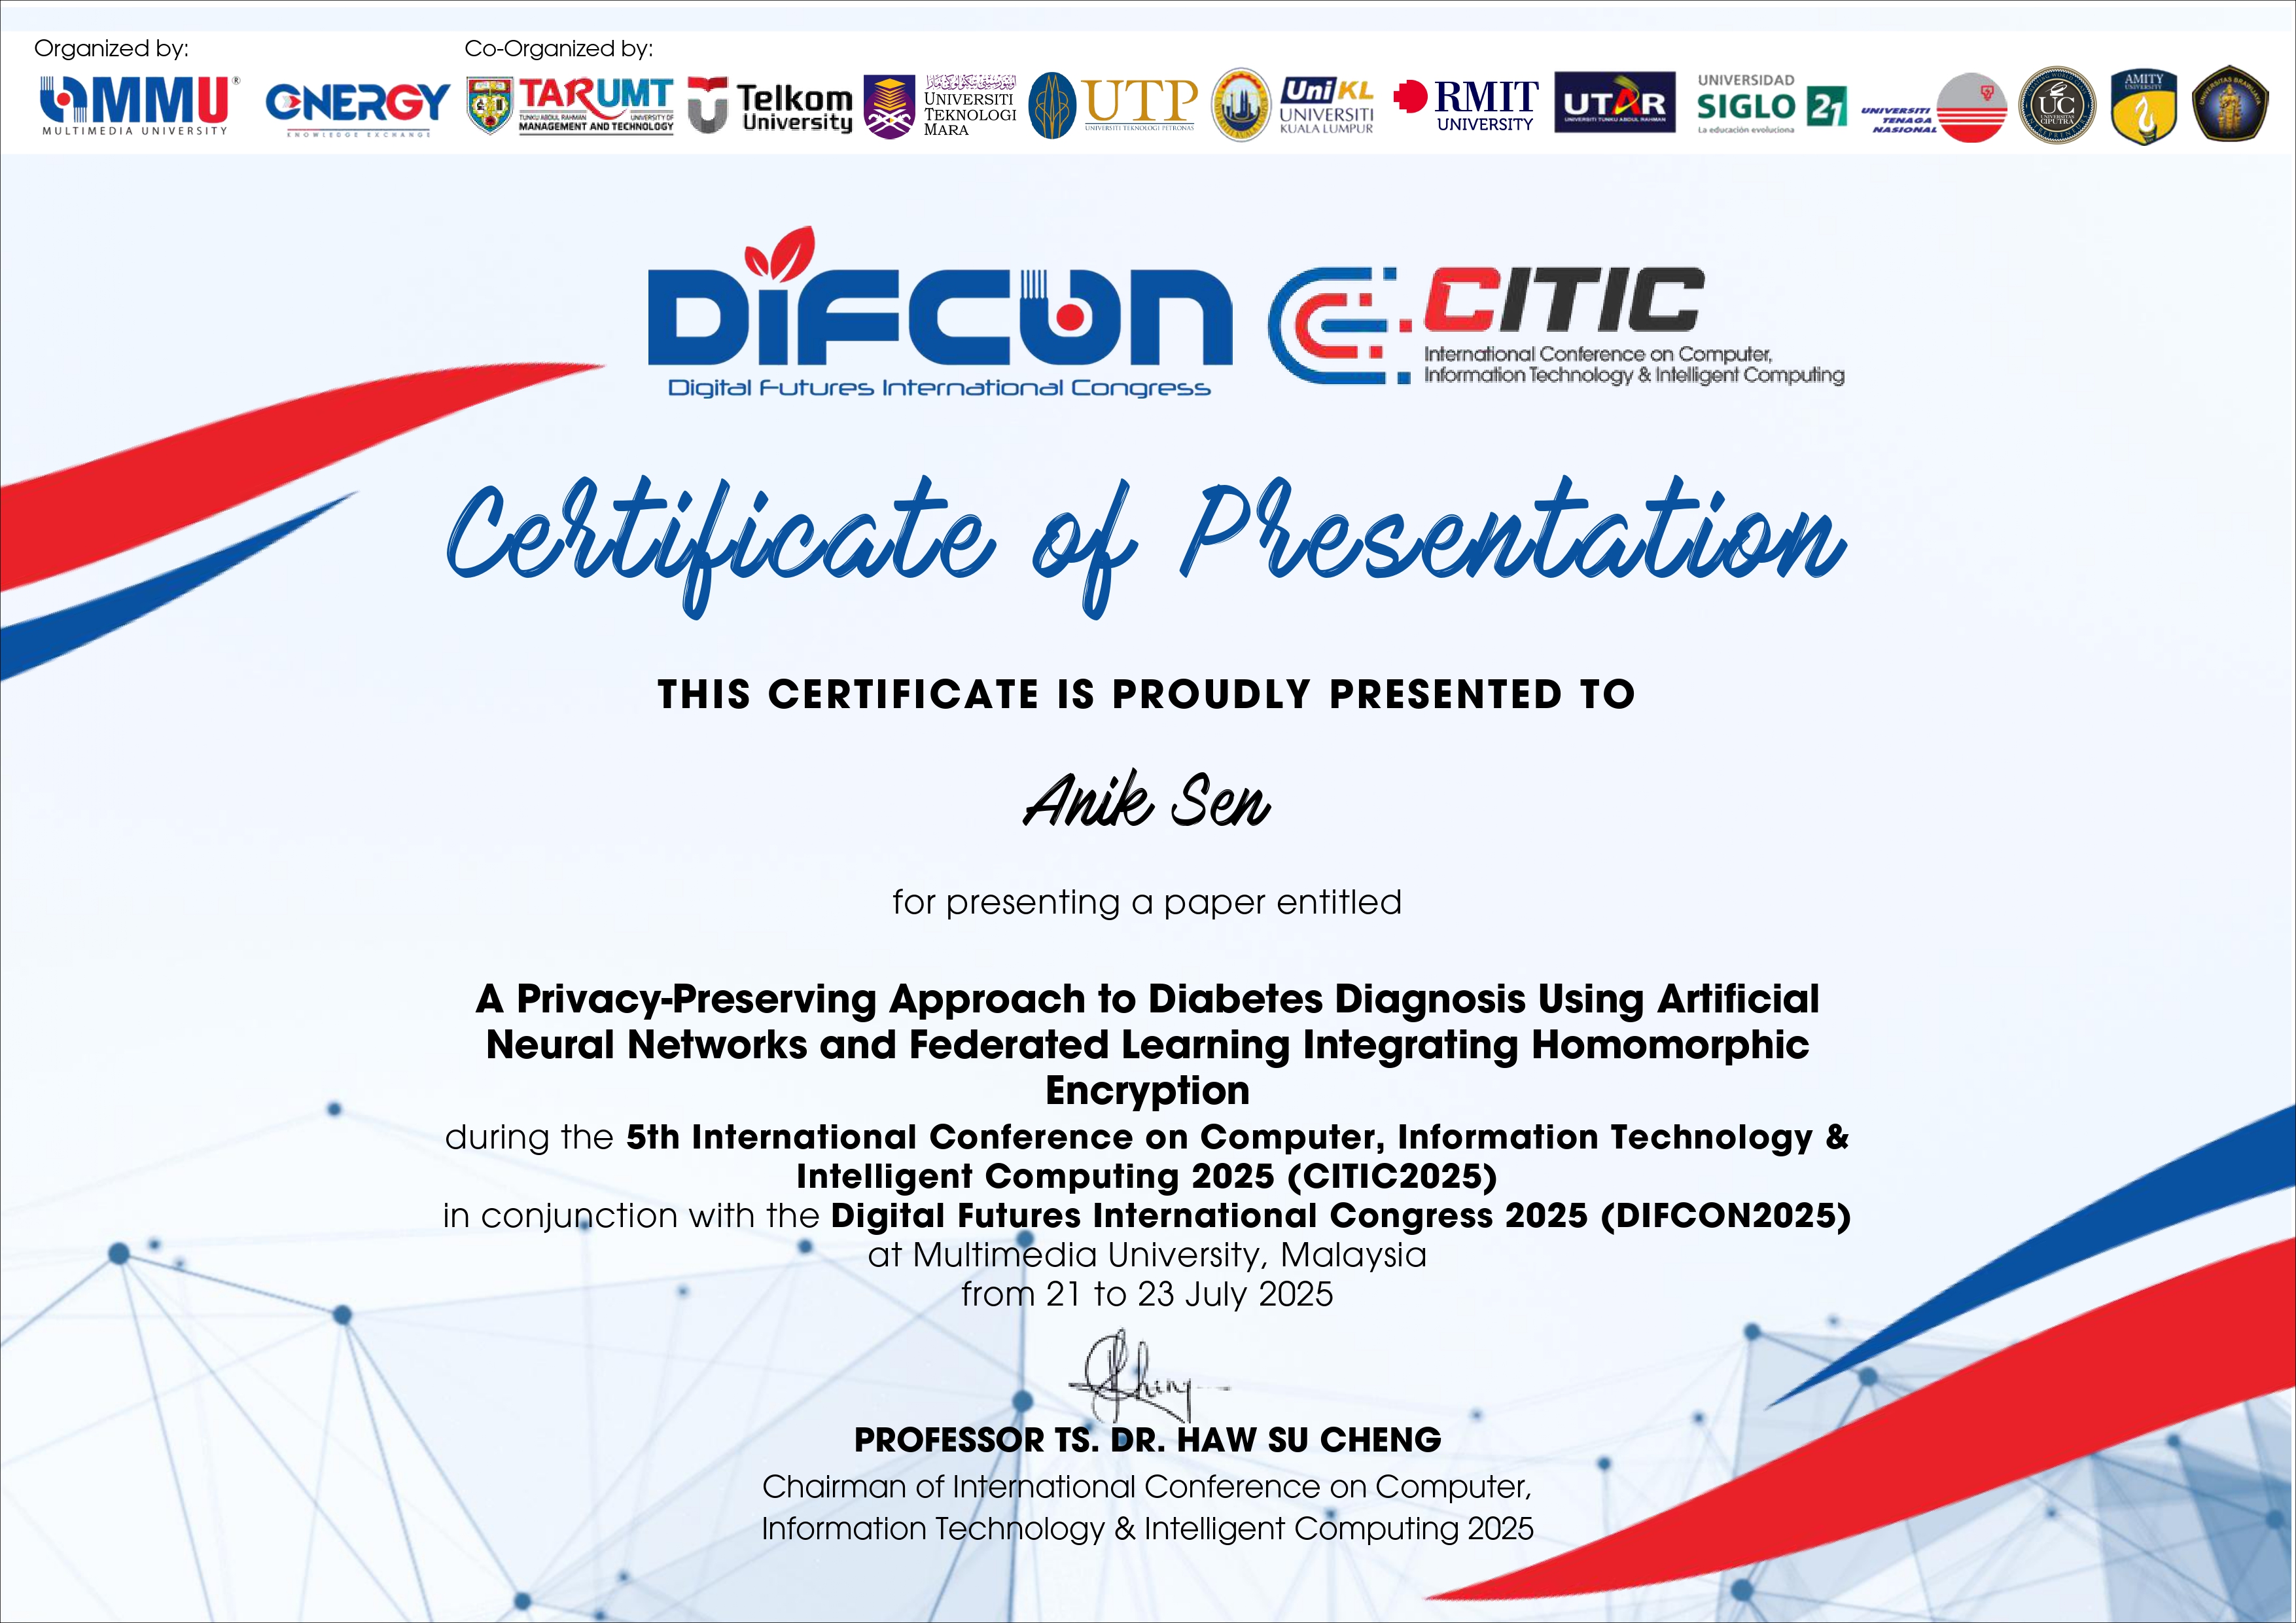 Organized by:
Co-Organized by:
MMU®
MULTIMEDIA UNIVERSITY
ENERGY
KNOWLEDGE EXCHANGE
TARUMT
TUNKU ABDUL RAHMAN UNIVERSITY OF
MANAGEMENT AND TECHNOLOGY
Telkom
University
UNIVERSITI
TEKNOLOGI
MARA
UTP
UNIVERSITI TEKNOLOGI PETRONAS
UniKL
UNIVERSITI
KUALA LUMPUR
RMIT
UNIVERSITY
UTAR
UNIVERSITI TUNKU ABDUL RAHMAN
UNIVERSIDAD
SIGLO 21
La educación evoluciona
UNIVERSITI
TENAGA
NASIONAL
UC
UNIVERSITAS
CIPUTRA
AMITY
UNIVERSITY
UNIVERSITAS BRAWIJAYA
DIFCON
Digital Futures International Congress
CITIC
International Conference on Computer,
Information Technology & Intelligent Computing
Certificate of Presentation
THIS CERTIFICATE IS PROUDLY PRESENTED TO
Anik Sen
for presenting a paper entitled
A Privacy-Preserving Approach to Diabetes Diagnosis Using Artificial
Neural Networks and Federated Learning Integrating Homomorphic
Encryption
during the 5th International Conference on Computer, Information Technology &
Intelligent Computing 2025 (CITIC2025)
in conjunction with the Digital Futures International Congress 2025 (DIFCON2025)
at Multimedia University, Malaysia
from 21 to 23 July 2025
PROFESSOR TS. DR. HAW SU CHENG
Chairman of International Conference on Computer,
Information Technology & Intelligent Computing 2025